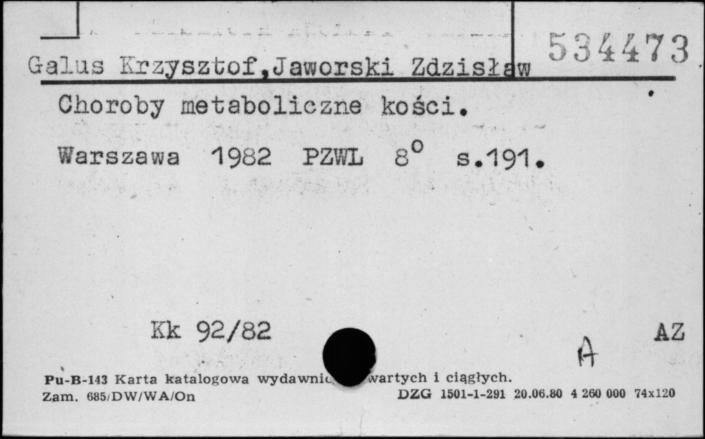 534473
Galus Krzysztof,Jaworski Zdzisław
Choroby metaboliczne kości.
Warszawa 1982 PZWL 8° s.191.
Kk 92/82
A AZ
Pu-B-143 Karta katalogowa wydawnic wartych i ciągłych.
Zam. 685/DW/WA/On DZG 1501-1-291 20.06.80 4 260 000 74x120